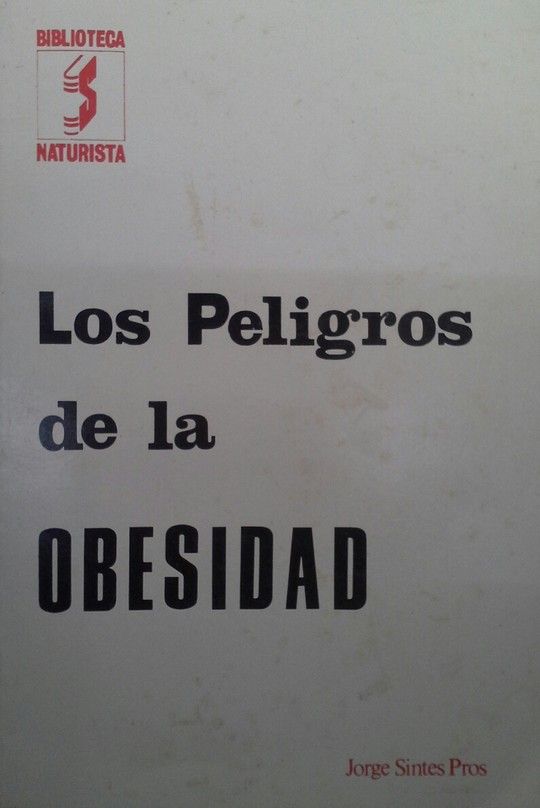 BIBLIOTECA
S
NATURISTA
Los Peligros
de la
OBESIDAD
Jorge Sintes Pros